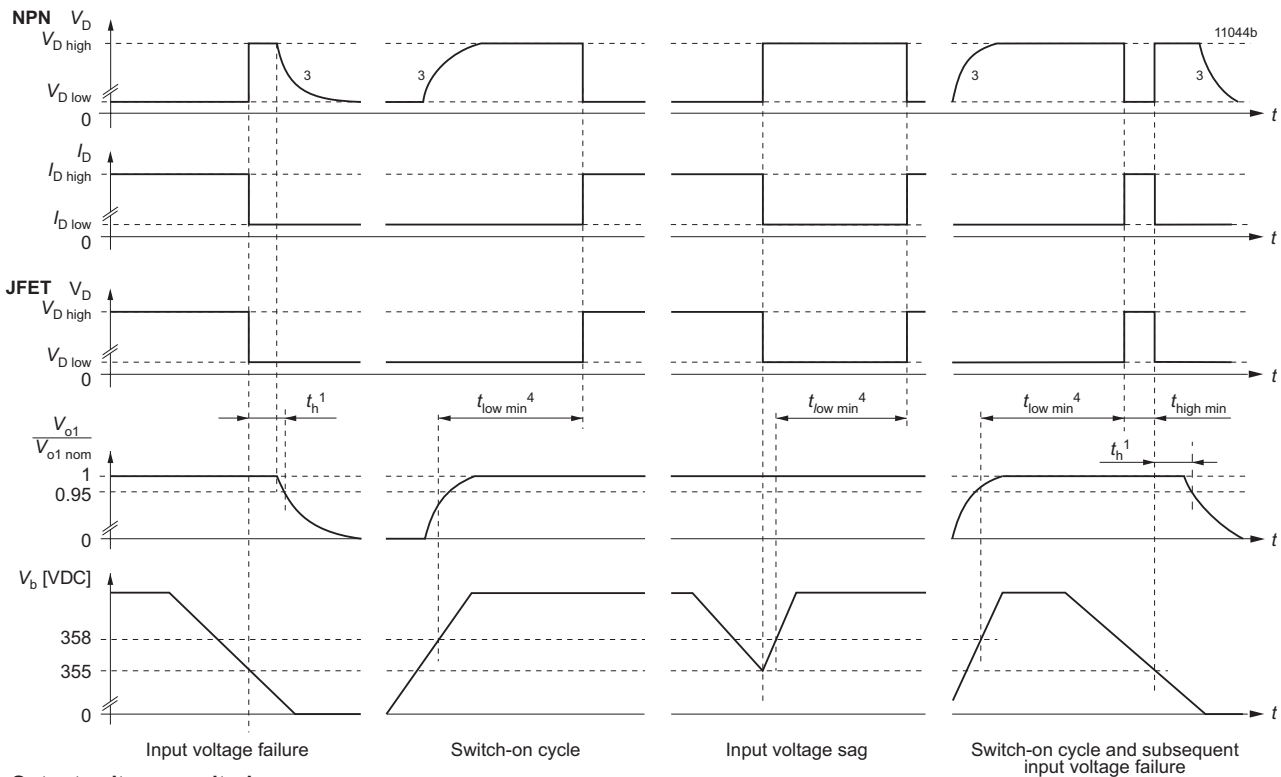 NPN V_D
V_D high
11044b
3
3
3
3
V_D low
0
t
I_D
I_D high
I_D low
0
t
JFET V_D
V_D high
V_D low
0
t
t_h^1
t_low min^4
t_low min^4
t_low min^4
t_high min
V_o1
V_o1 nom
t_h^1
1
0.95
0
t
V_b [VDC]
358
355
0
t
Input voltage failure
Switch-on cycle
Input voltage sag
Switch-on cycle and subsequent
input voltage failure